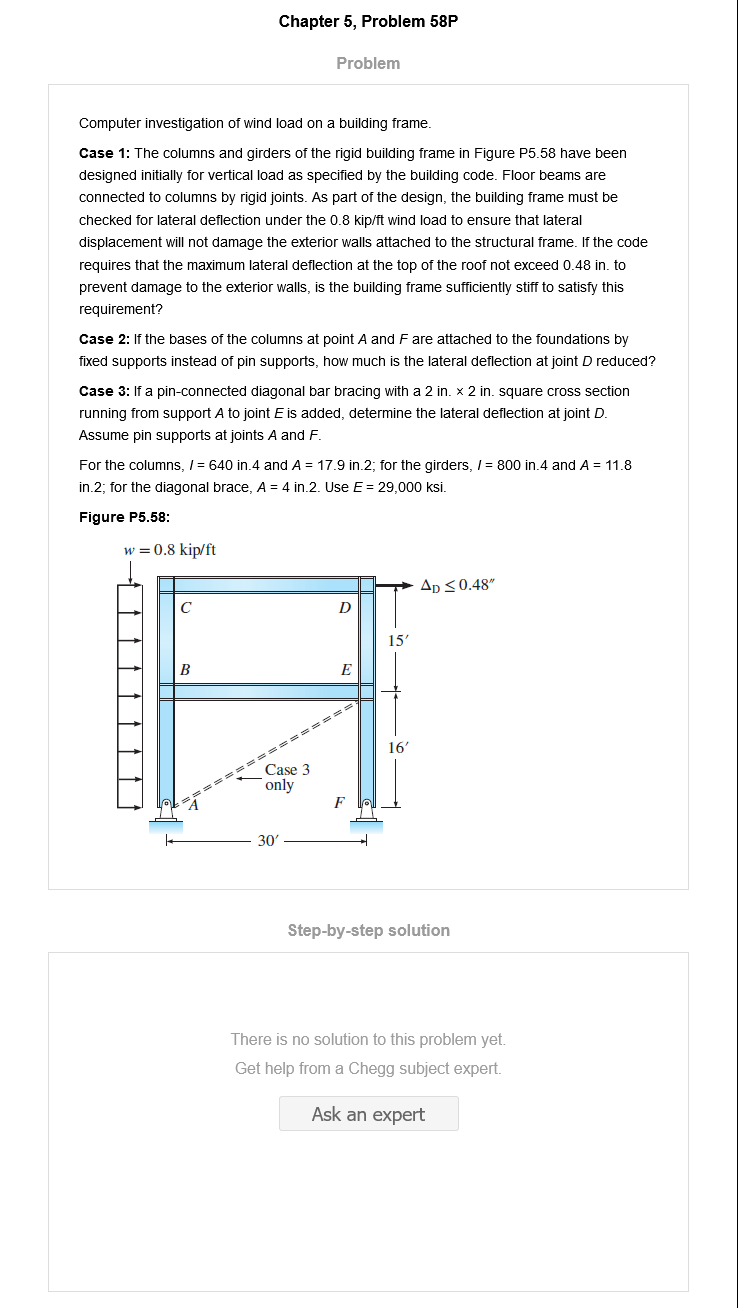 Chapter 5, Problem 58P
Problem
Computer investigation of wind load on a building frame.
Case 1: The columns and girders of the rigid building frame in Figure P5.58 have been
designed initially for vertical load as specified by the building code. Floor beams are
connected to columns by rigid joints. As part of the design, the building frame must be
checked for lateral deflection under the 0.8 kip/ft wind load to ensure that lateral
displacement will not damage the exterior walls attached to the structural frame. If the code
requires that the maximum lateral deflection at the top of the roof not exceed 0.48 in. to
prevent damage to the exterior walls, is the building frame sufficiently stiff to satisfy this
requirement?
Case 2: If the bases of the columns at point A and F are attached to the foundations by
fixed supports instead of pin supports, how much is the lateral deflection at joint D reduced?
Case 3: If a pin-connected diagonal bar bracing with a 2 in. × 2 in. square cross section
running from support A to joint E is added, determine the lateral deflection at joint D.
Assume pin supports at joints A and F.
For the columns, I = 640 in.4 and A = 17.9 in.2; for the girders, I = 800 in.4 and A = 11.8
in.2; for the diagonal brace, A = 4 in.2. Use E = 29,000 ksi.
Figure P5.58:
w = 0.8 kip/ft
ΔD ≤ 0.48″
C
D
15′
B
E
16′
Case 3
only
A
F
30′
Step-by-step solution
There is no solution to this problem yet.
Get help from a Chegg subject expert.
Ask an expert